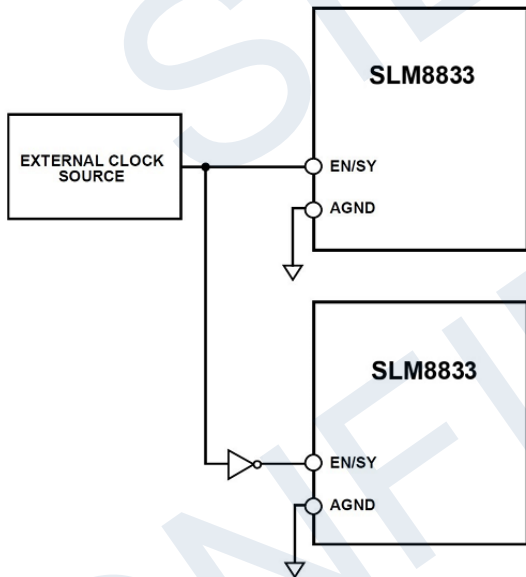 SLM8833
EXTERNAL CLOCK
SOURCE
EN/SY
AGND
SLM8833
EN/SY
AGND